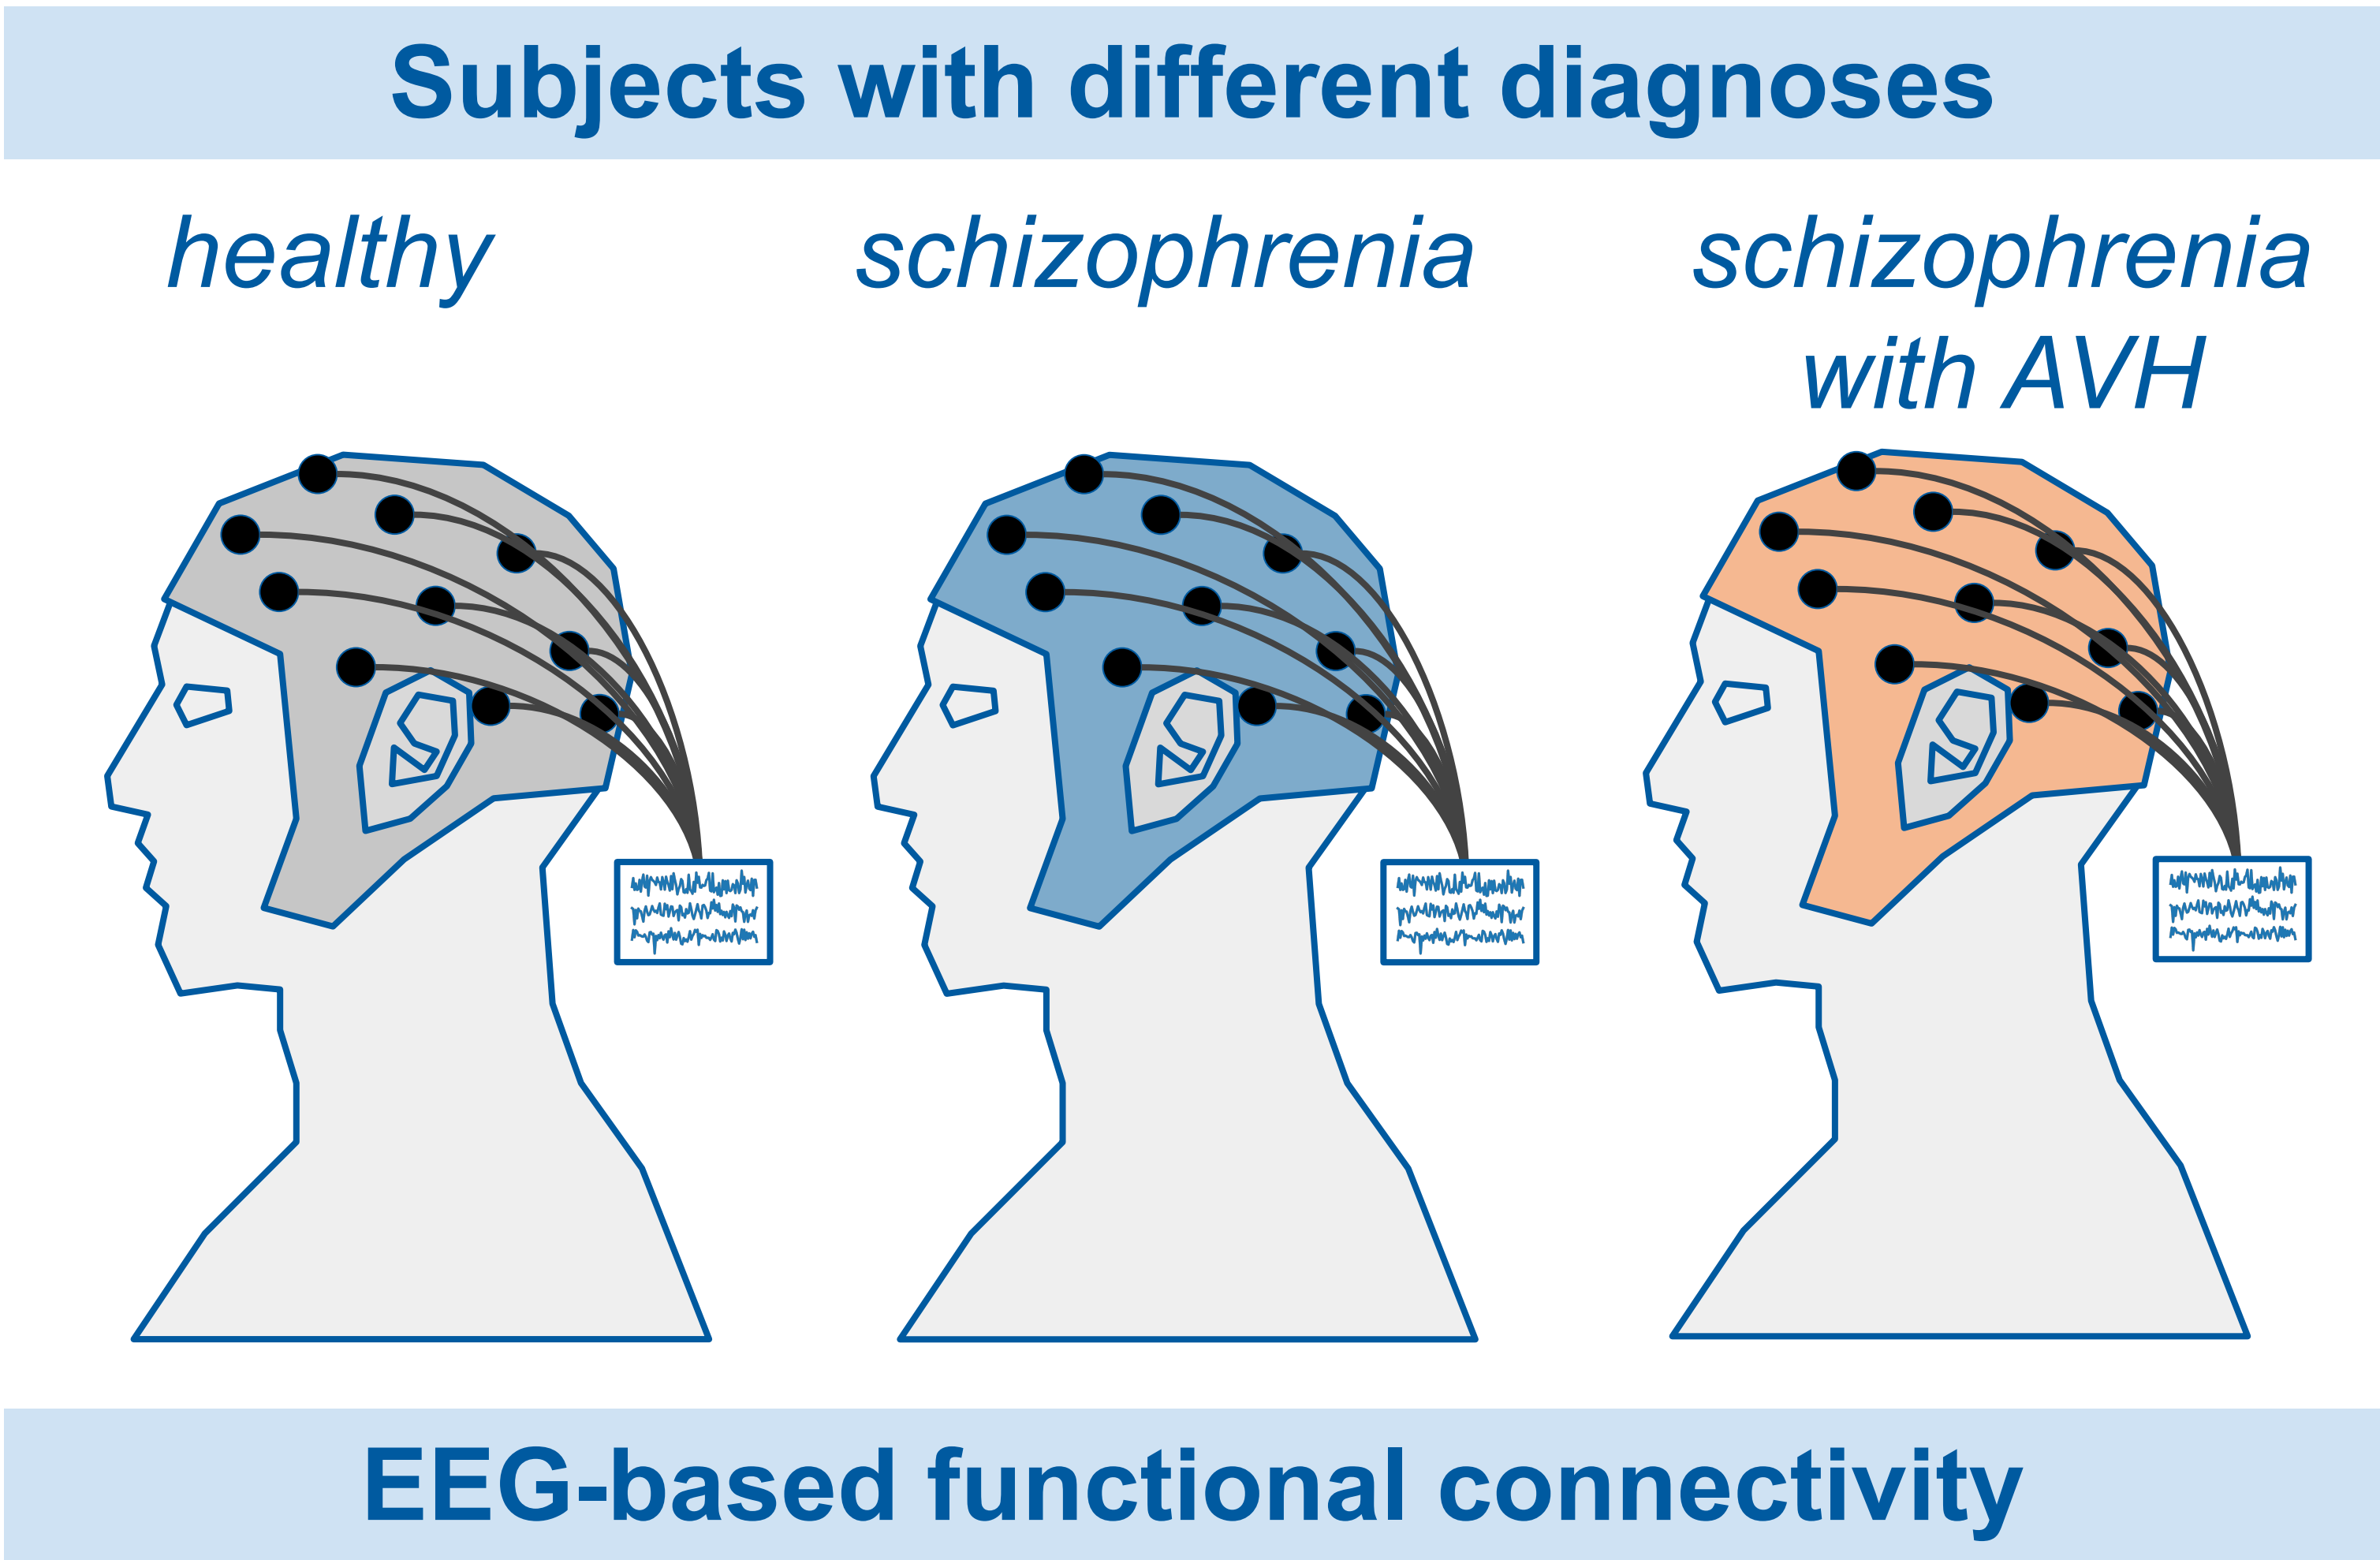 Subjects with different diagnoses
healthy
schizophrenia
schizophrenia
with AVH
EEG-based functional connectivity